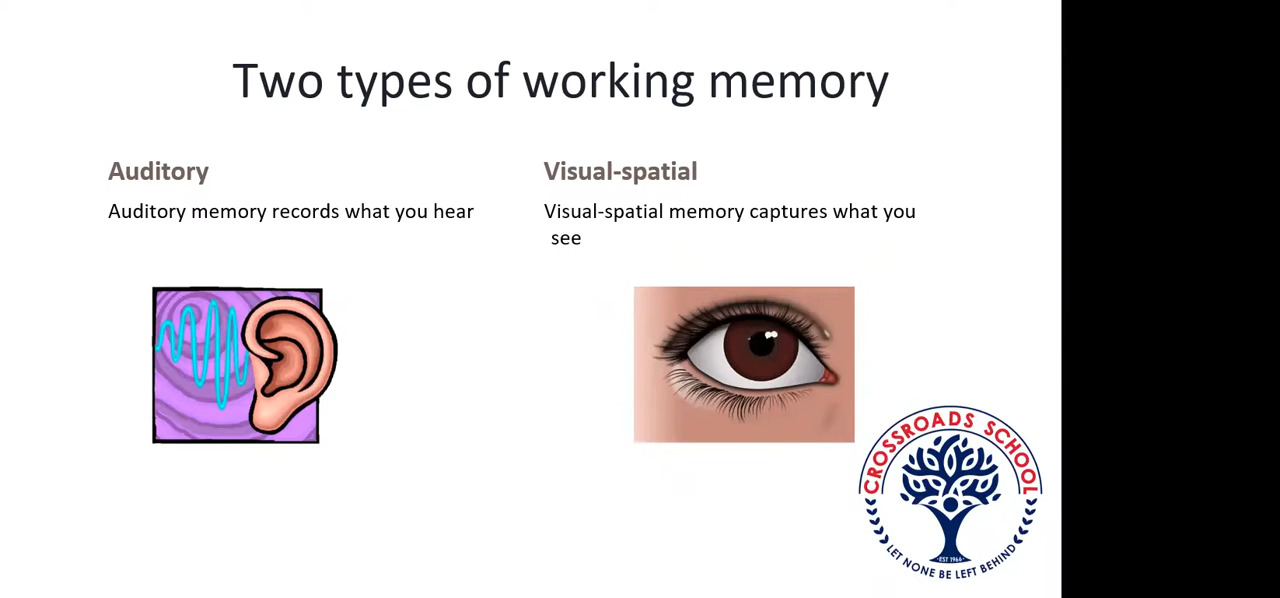 Two types of working memory
Auditory
Auditory memory records what you hear
Visual-spatial
Visual-spatial memory captures what you
see
CROSSROADS SCHOOL
EST 1964
LET NONE BE LEFT BEHIND